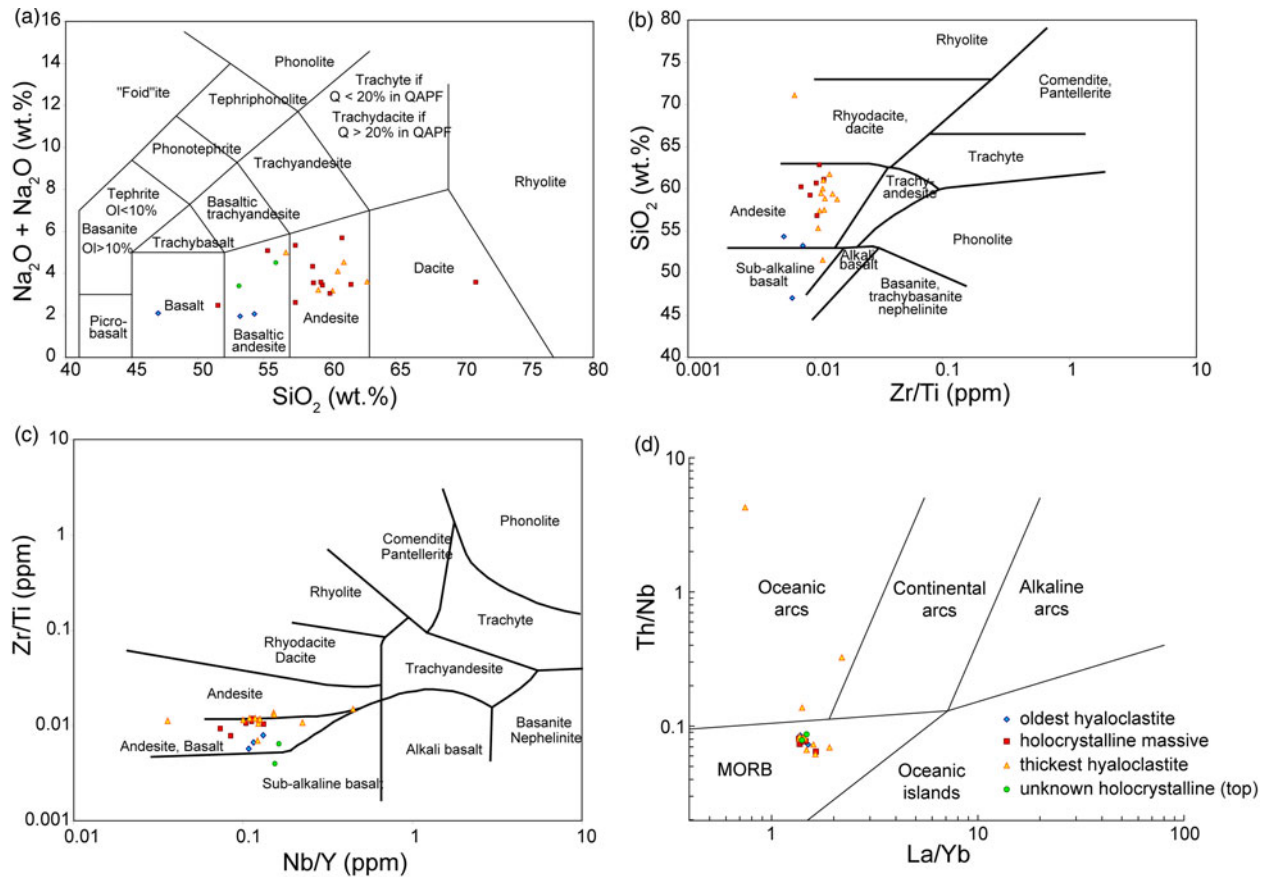 (a)
16
14
12
10
8
6
4
2
0
Na2O + Na2O (wt.%)
"Foid"ite
Phonolite
Tephriphonolite
Trachyte if
Q < 20% in QAPF
Trachydacite if
Q > 20% in QAPF
Phonotephrite
Trachyandesite
Rhyolite
Tephrite
Ol<10%
Basanite
Ol>10%
Basaltic
trachyandesite
Trachybasalt
Picro-
basalt
Basalt
Basaltic
andesite
Andesite
Dacite
40 45 50 55 60 65 70 75 80
SiO2 (wt.%)
(b)
80
70
60
50
40
SiO2 (wt.%)
Rhyolite
Comendite,
Pantellerite
Rhyodacite,
dacite
Trachyte
Trachy-
andesite
Andesite
Phonolite
Sub-alkaline
basalt
Alkali
basalt
Basanite,
trachybasanite
nephelinite
0.001 0.01 0.1 1 10
Zr/Ti (ppm)
(c)
10
1
0.1
0.01
0.001
Zr/Ti (ppm)
Phonolite
Comendite
Pantellerite
Rhyolite
Trachyte
Rhyodacite
Dacite
Trachyandesite
Andesite
Andesite, Basalt
Alkali basalt
Basanite
Nephelinite
Sub-alkaline basalt
0.01 0.1 1 10
Nb/Y (ppm)
(d)
10
1
0.1
Th/Nb
Oceanic
arcs
Continental
arcs
Alkaline
arcs
MORB
Oceanic
islands
oldest hyaloclastite
holocrystalline massive
thickest hyaloclastite
unknown holocrystalline (top)
1 10 100
La/Yb